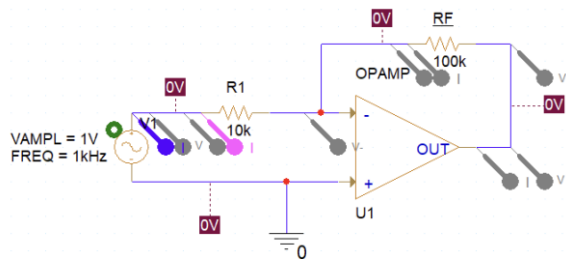 0V
RF
100k
OPAMP
I
V
0V
R1
0V
V1
10k
VAMPL = 1V
FREQ = 1kHz
I
V
I
V-
-
OUT
+
I
V
U1
0V
0